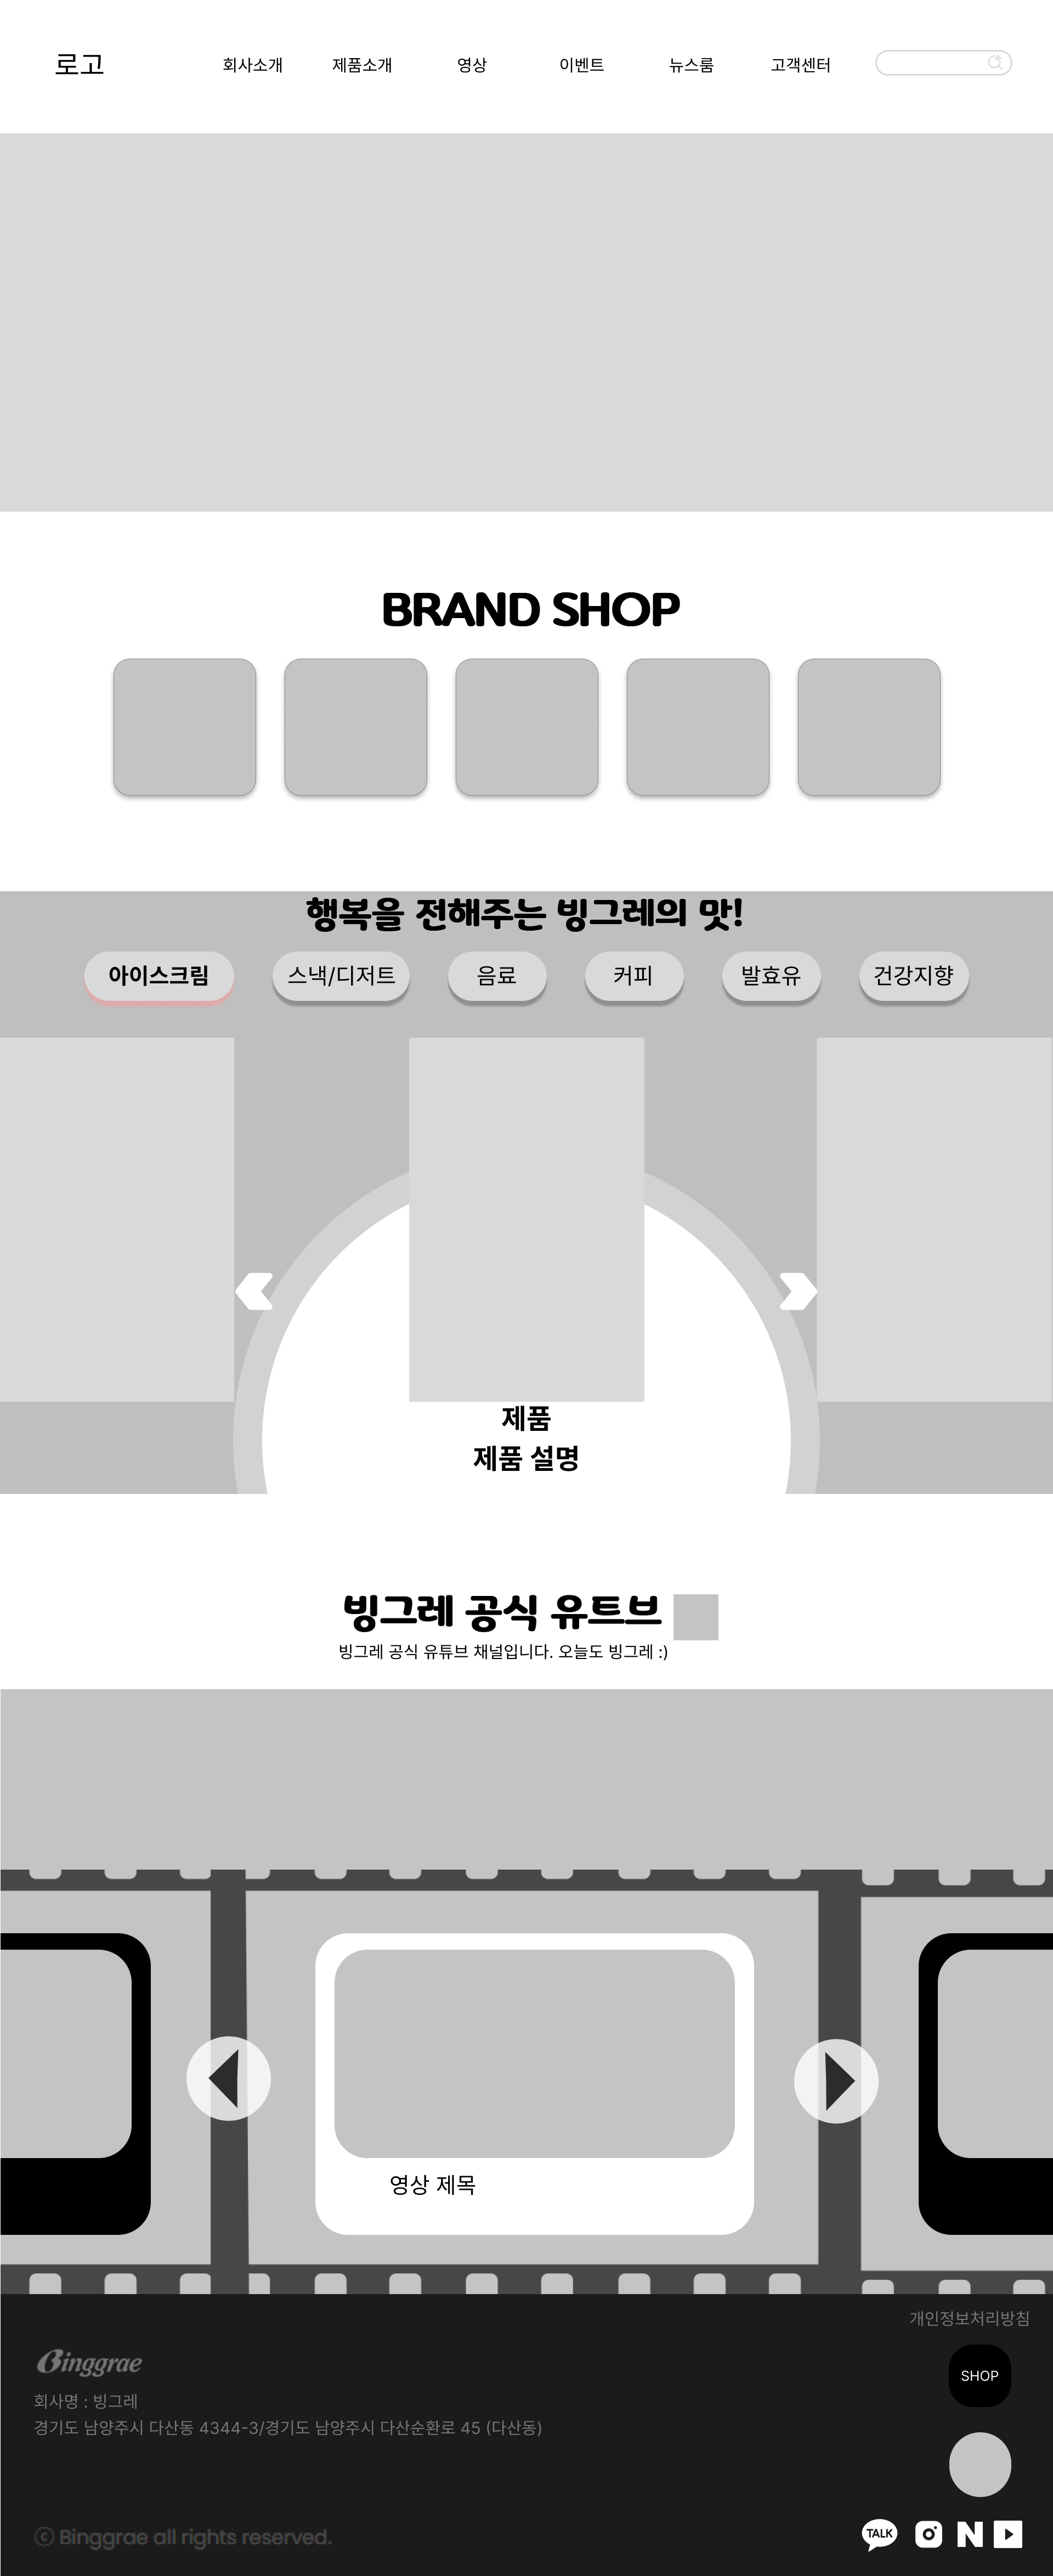 로고
회사소개 제품소개 영상 이벤트 뉴스룸 고객센터
BRAND SHOP
행복을 전해주는 빙그레의 맛!
아이스크림 스낵/디저트 음료 커피 발효유 건강지향
제품
제품 설명
빙그레 공식 유트브
빙그레 공식 유튜브 채널입니다. 오늘도 빙그레 :)
영상 제목
개인정보처리방침
Binggrae
SHOP
회사명 : 빙그레
경기도 남양주시 다산동 4344-3/경기도 남양주시 다산순환로 45 (다산동)
ⓒ Binggrae all rights reserved.
TALK N